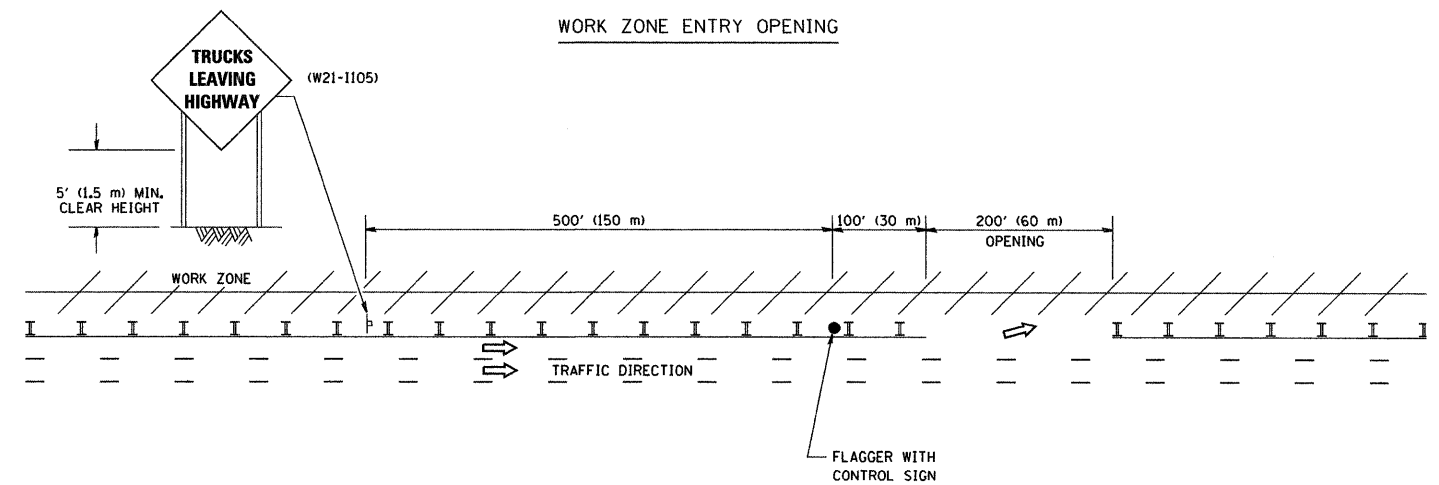 WORK ZONE ENTRY OPENING
TRUCKS
LEAVING
HIGHWAY
(W21-I105)
5' (1.5 m) MIN.
CLEAR HEIGHT
500' (150 m)
100' (30 m)
200' (60 m)
OPENING
WORK ZONE
TRAFFIC DIRECTION
FLAGGER WITH
CONTROL SIGN